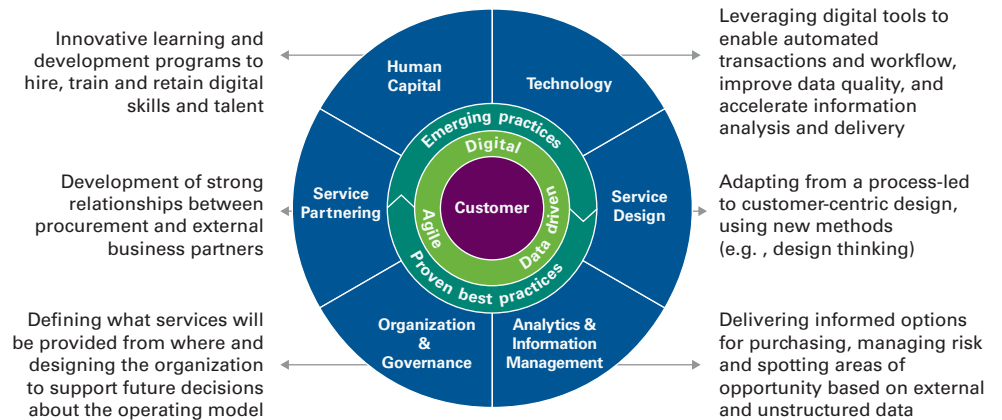 Innovative learning and
development programs to
hire, train and retain digital
skills and talent
Development of strong
relationships between
procurement and external
business partners
Defining what services will
be provided from where and
designing the organization
to support future decisions
about the operating model
Human
Capital
Technology
Service
Partnering
Service
Design
Organization
&
Governance
Analytics &
Information
Management
Emerging practices
Proven best practices
Digital
Agile
Data driven
Customer
Leveraging digital tools to
enable automated
transactions and workflow,
improve data quality, and
accelerate information
analysis and delivery
Adapting from a process-led
to customer-centric design,
using new methods
(e.g. , design thinking)
Delivering informed options
for purchasing, managing risk
and spotting areas of
opportunity based on external
and unstructured data